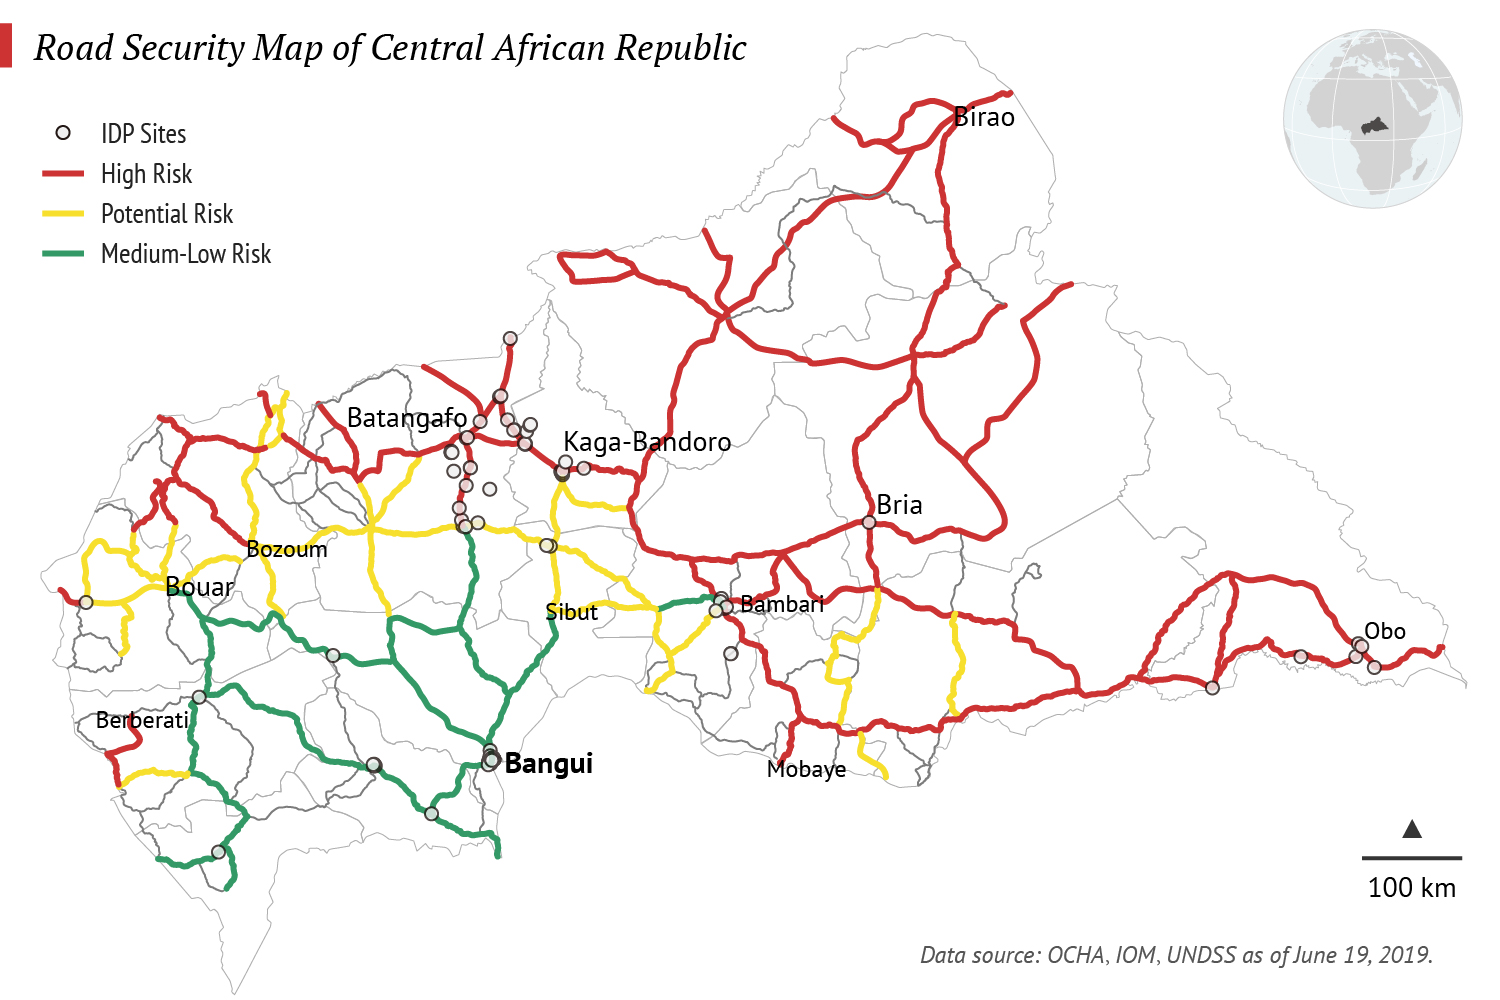 Road Security Map of Central African Republic
IDP Sites
High Risk
Potential Risk
Medium-Low Risk
Birao
Batangafo
Kaga-Bandoro
Bria
Bozoum
Bouar
Sibut
Bambari
Obo
Berberati
Bangui
Mobaye
100 km
Data source: OCHA, IOM, UNDSS as of June 19, 2019.